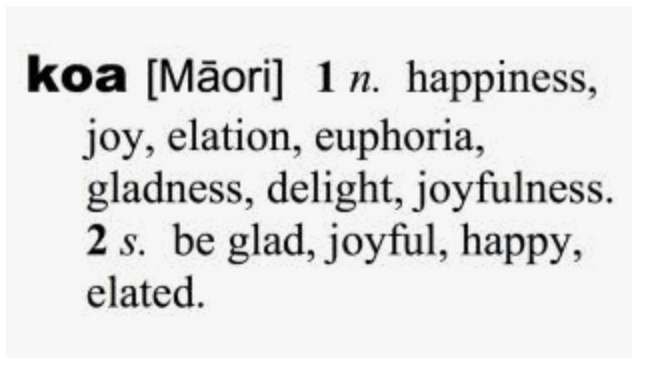 koa [Māori] 1 n. happiness,
joy, elation, euphoria,
gladness, delight, joyfulness.
2 s. be glad, joyful, happy,
elated.